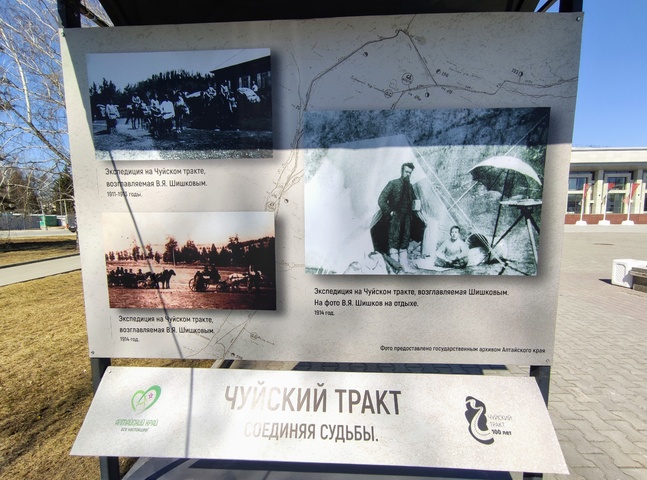 Экспедиция на Чуйском тракте,
возглавляемая В.Я. Шишковым.
годы.
Экспедиция на Чуйском тракте, возглавляемая Шишковым.
На фото В.Я. Шишков на отдыхе.
1914 год.
Экспедиция на Чуйском тракте,
возглавляемая В.Я. Шишковым.
1914 год.
Фото предоставлено государственным архивом Алтайского края
АЛТАЙСКИЙ КРАЙ
ВСЁ НАСТОЯЩЕЕ!
ЧУЙСКИЙ ТРАКТ
СОЕДИНЯЯ СУДЬБЫ.
ЧУЙСКИЙ
ТРАКТ
100 лет